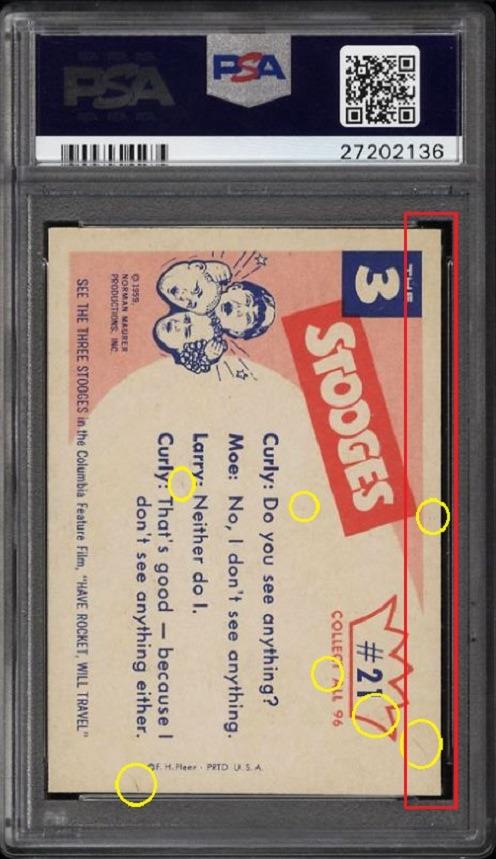 PSA
PSA
27202136
THE
3
STOOGES
#21
COLLECT ALL 96
Curly: Do you see anything?
Moe: No, I don't see anything.
Larry: Neither do I.
Curly: That's good — because I
don't see anything either.
© 1959
NORMAN MAURER
PRODUCTIONS, INC.
©F. H. Fleer · PRTD U. S. A.
SEE THE THREE STOOGES in the Columbia Feature Film, "HAVE ROCKET, WILL TRAVEL"